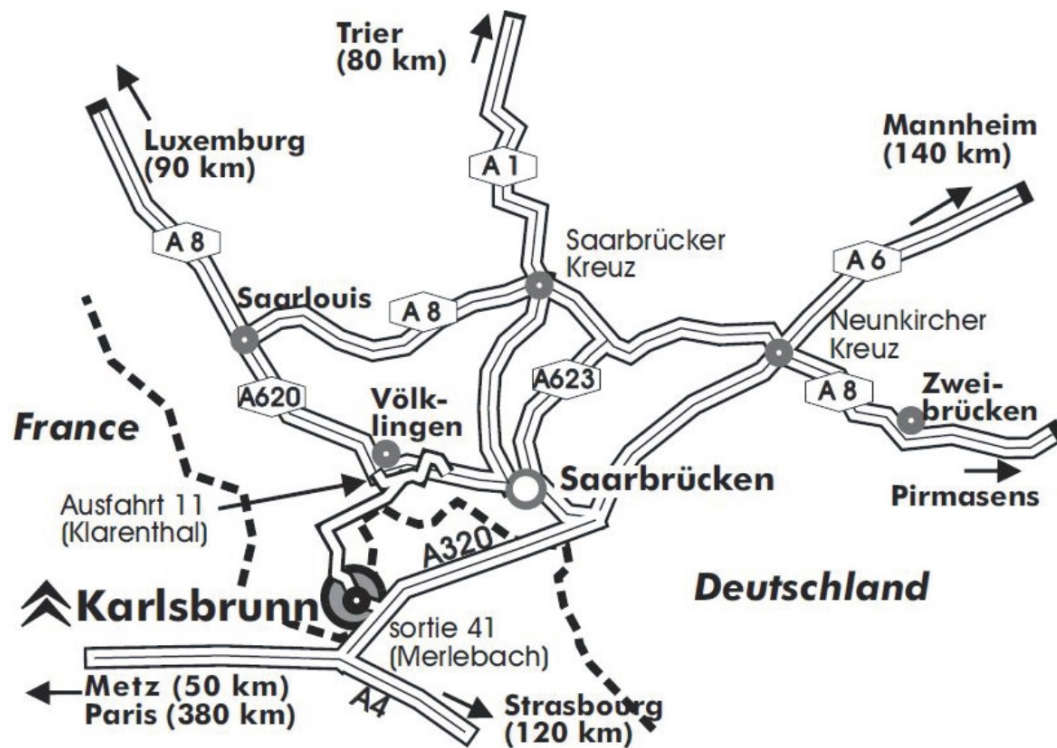 Trier
(80 km)
Luxemburg
(90 km)
Mannheim
(140 km)
A 1
A 8
Saarbrücker
Kreuz
A 6
Saarlouis
A 8
Neunkircher
Kreuz
A620
A623
A 8
Völk-
lingen
Zwei-
brücken
France
Saarbrücken
Pirmasens
Ausfahrt 11
(Klarenthal)
A320
Deutschland
Karlsbrunn
sortie 41
(Merlebach)
Metz (50 km)
Paris (380 km)
A4
Strasbourg
(120 km)